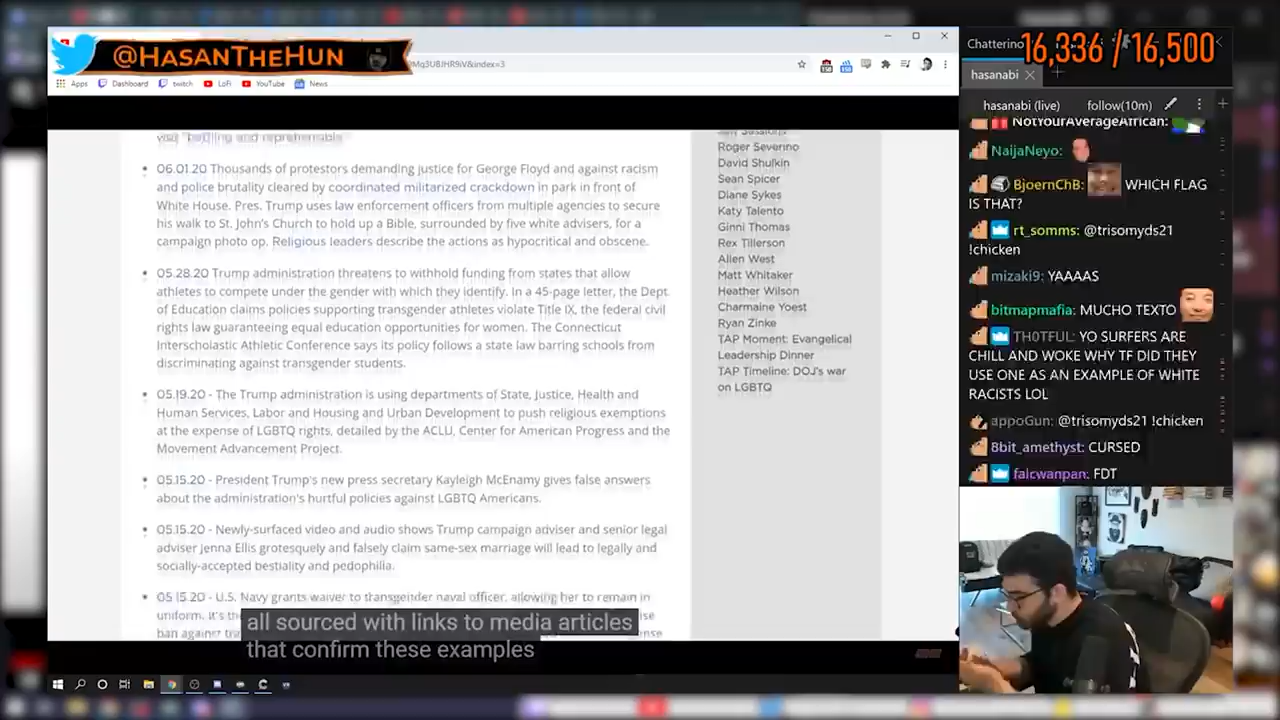 @HASANTHEHUN
Mg3UBIHR9iV&index=3
Apps
Dashboard
twitch
LoFi
YouTube
News
06.01.20 Thousands of protestors demanding justice for George Floyd and against racism
and police brutality cleared by coordinated militarized crackdown in park in front of
White House. Pres. Trump uses law enforcement officers from multiple agencies to secure
his walk to St. John's Church to hold up a Bible, surrounded by five white advisers, for
a campaign photo op. Religious leaders describe the actions as hypocritical and obscene.
05.28.20 Trump administration threatens to withhold funding from states that allow
athletes to compete under the gender with which they identify. In a 45-page letter, the Dept.
of Education claims policies supporting transgender athletes violate Title IX, the federal civil
rights law guaranteeing equal education opportunities for women. The Connecticut
Interscholastic Athletic Conference says its policy follows a state law barring schools from
discriminating against transgender students.
05.19.20 - The Trump administration is using departments of State, Justice, Health and
Human Services, Labor and Housing and Urban Development to push religious exemptions
at the expense of LGBTQ rights, detailed by the ACLU, Center for American Progress and the
Movement Advancement Project.
05.15.20 - President Trump's new press secretary Kayleigh McEnamy gives false answers
about the administration's hurtful policies against LGBTQ Americans.
05.15.20 - Newly-surfaced video and audio shows Trump campaign adviser and senior legal
adviser Jenna Ellis grotesquely and falsely claim same-sex marriage will lead to legally and
socially-accepted bestiality and pedophilia.
05.15.20 - U.S. Navy grants waiver to transgender naval officer, allowing her to remain in
uniform. It's the
ban against
all sourced with links to media articles
that confirm these examples
Roger Severino
David Shulkin
Sean Spicer
Diane Sykes
Katy Talento
Ginni Thomas
Rex Tillerson
Allen West
Matt Whitaker
Heather Wilson
Charmaine Yoest
Ryan Zinke
TAP Moment: Evangelical
Leadership Dinner
TAP Timeline: DOJ's war
on LGBTQ
Chatterino
16,336 / 16,500
hasanabi
hasanabi (live)
follow(10m)
NotYourAverageAfrican:
NaijaNeyo:
BjoernChB: WHICH FLAG
IS THAT?
rt_somms: @trisomyds21
!chicken
mizaki9: YAAAAS
bitmapmafia: MUCHO TEXTO
TH0TFUL: YO SURFERS ARE
CHILL AND WOKE WHY TF DID THEY
USE ONE AS AN EXAMPLE OF WHITE
RACISTS LOL
appoGun: @trisomyds21 !chicken
8bit_amethyst: CURSED
falcwanpan: FDT